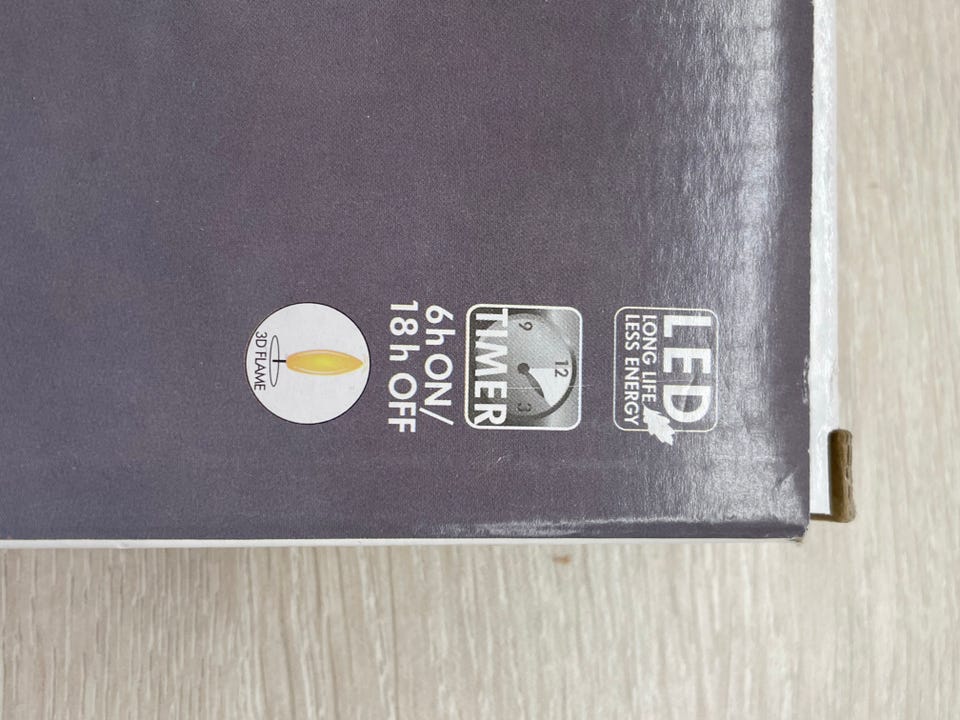 LED
LONG LIFE
LESS ENERGY
12
9
3
TIMER
6h ON/
18h OFF
3D FLAME